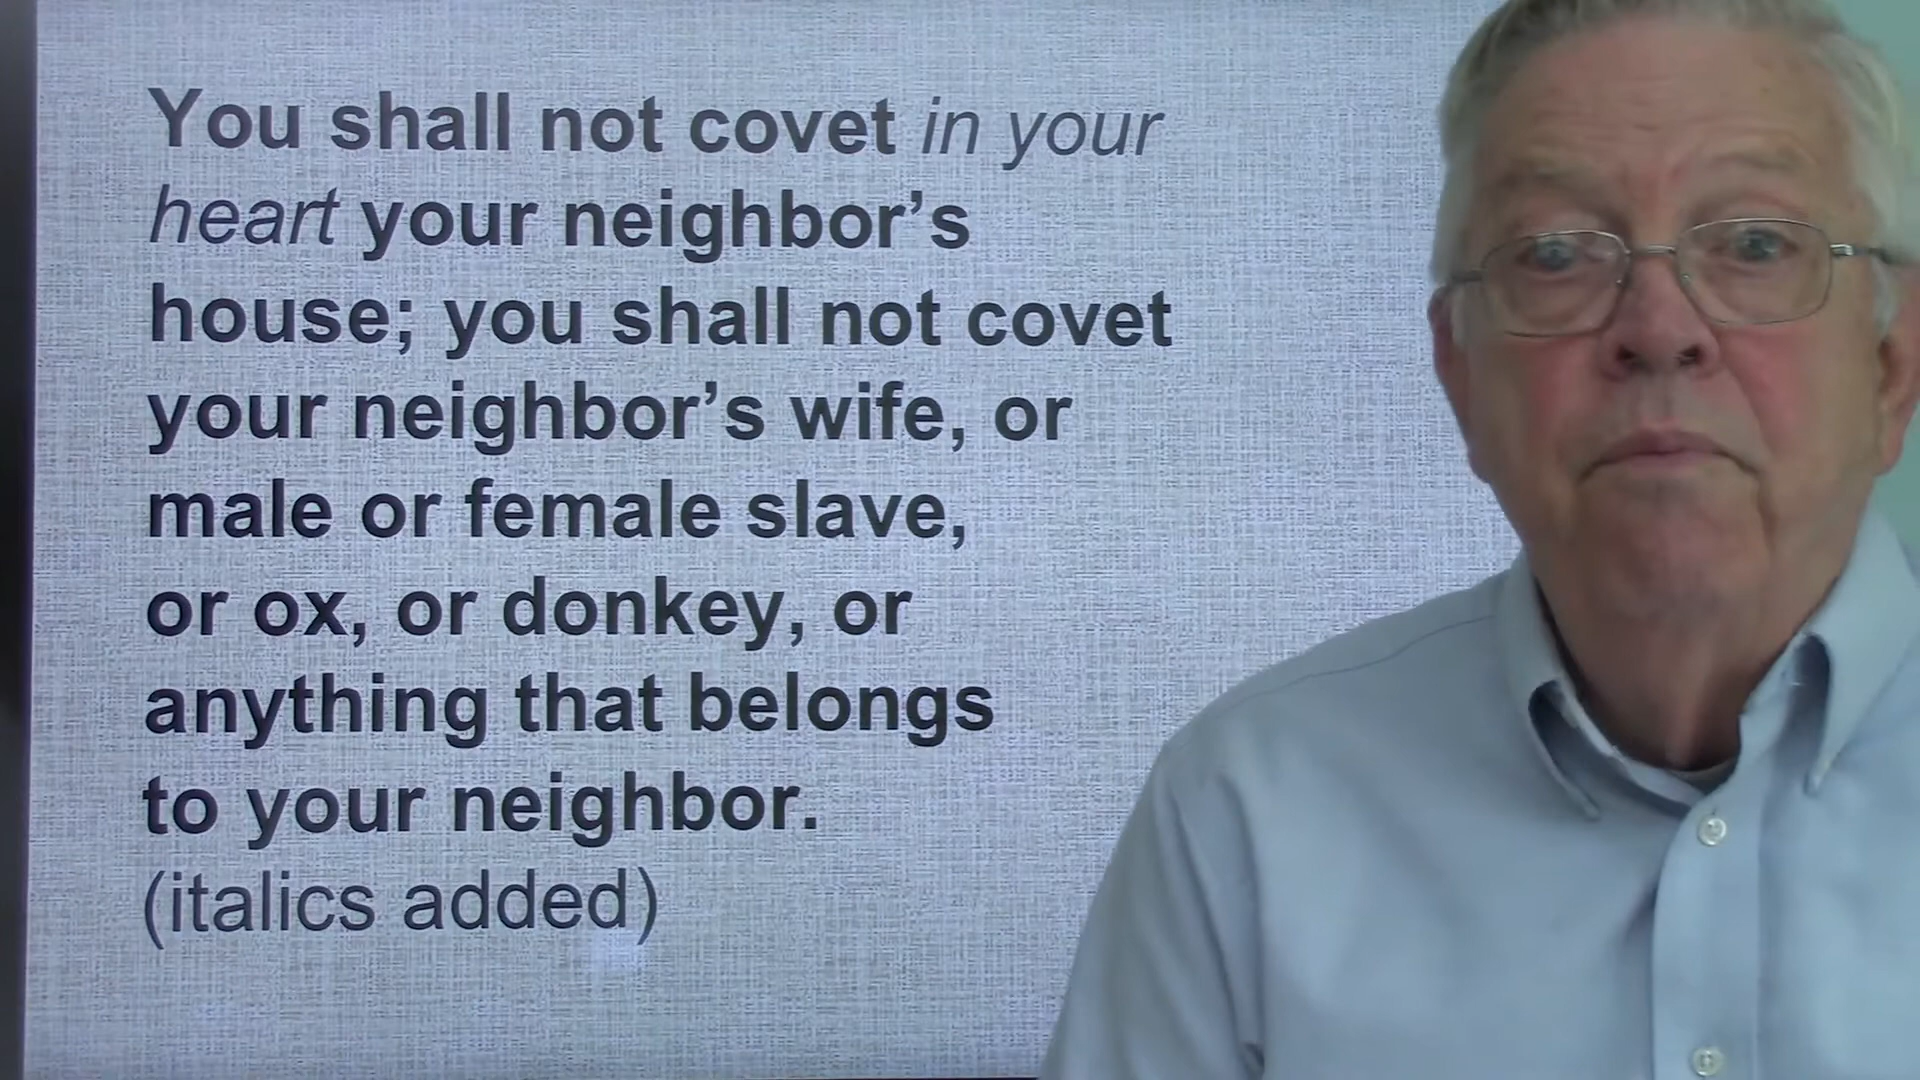 You shall not covet in your
heart your neighbor’s
house; you shall not covet
your neighbor’s wife, or
male or female slave,
or ox, or donkey, or
anything that belongs
to your neighbor.
(italics added)